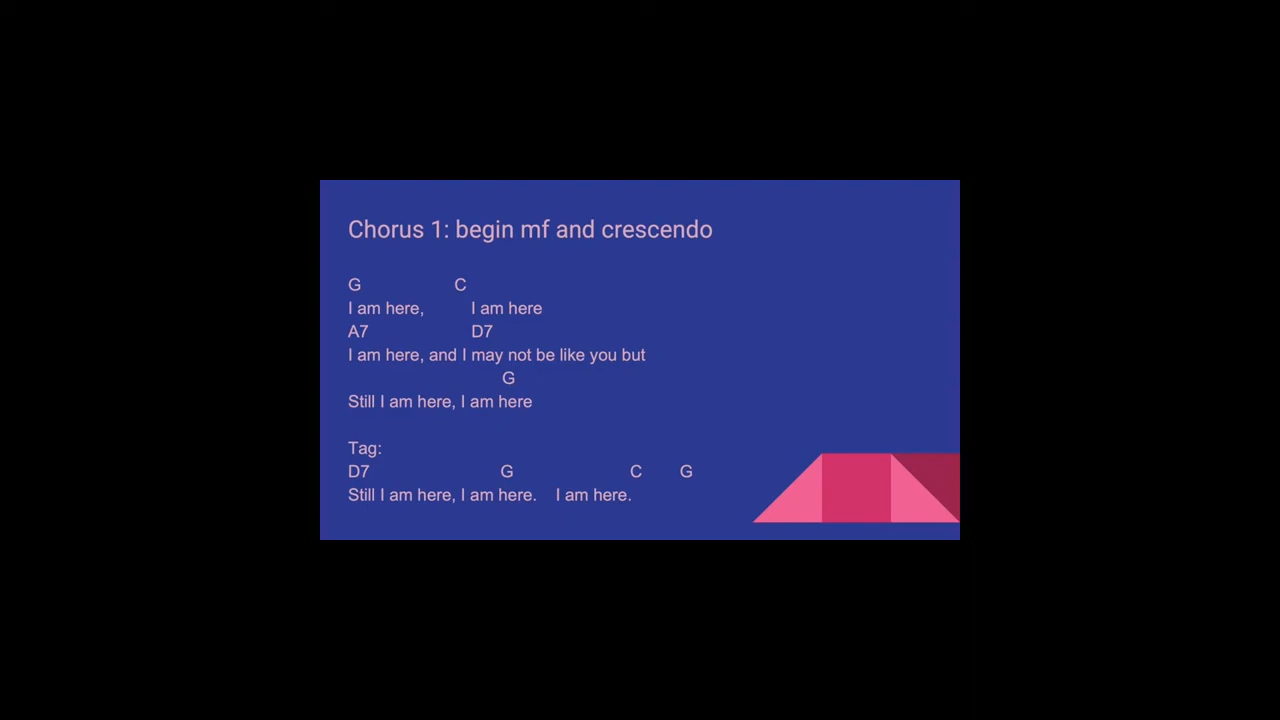 Chorus 1: begin mf and crescendo
G C
I am here, I am here
A7 D7
I am here, and I may not be like you but
G
Still I am here, I am here
Tag:
D7 G C G
Still I am here, I am here. I am here.